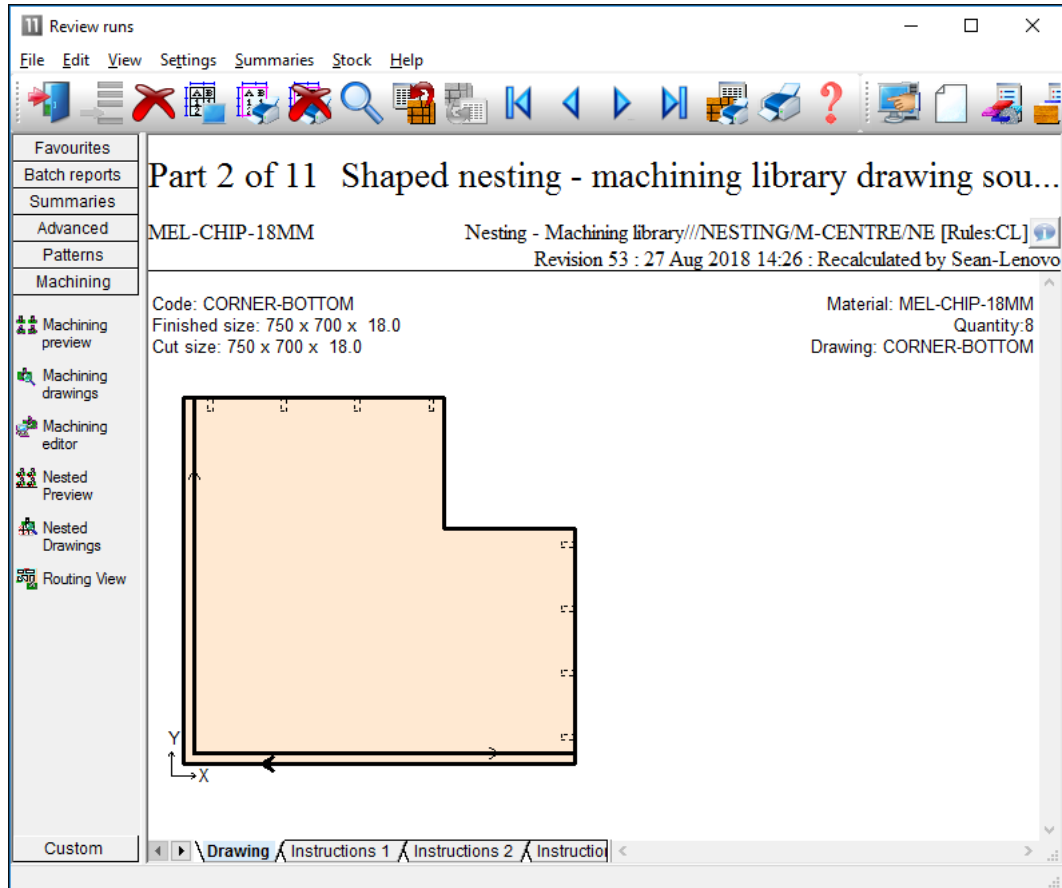 11 Review runs
File Edit View Settings Summaries Stock Help
Favourites
Batch reports
Summaries
Advanced
Patterns
Machining
Machining
preview
Machining
drawings
Machining
editor
Nested
Preview
Nested
Drawings
Routing View
Custom
Part 2 of 11 Shaped nesting - machining library drawing sou...
MEL-CHIP-18MM Nesting - Machining library///NESTING/M-CENTRE/NE [Rules:CL]
Revision 53 : 27 Aug 2018 14:26 : Recalculated by Sean-Lenovo
Code: CORNER-BOTTOM Material: MEL-CHIP-18MM
Finished size: 750 x 700 x 18.0 Quantity:8
Cut size: 750 x 700 x 18.0 Drawing: CORNER-BOTTOM
Y
X
Drawing Instructions 1 Instructions 2 Instruction